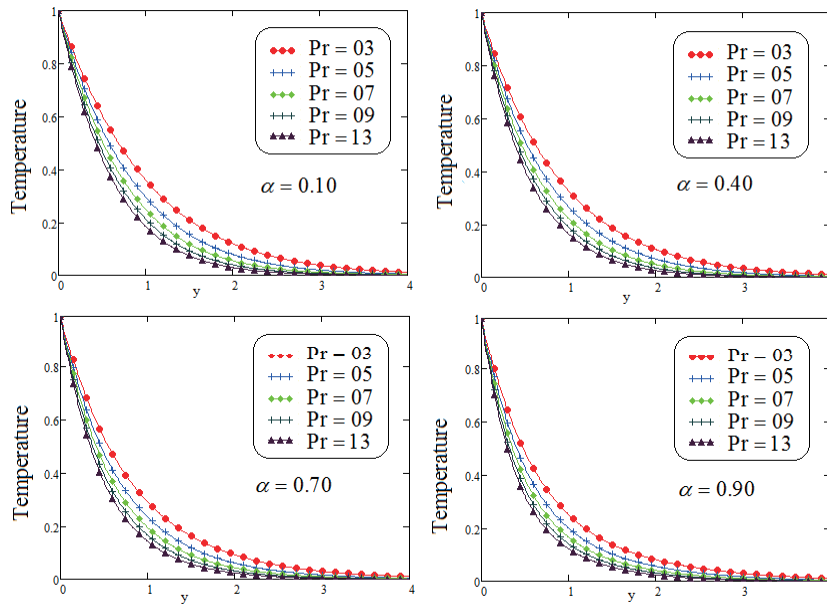 1
0.8
0.6
0.4
0.2
0
Temperature
Pr = 03
Pr = 05
Pr = 07
Pr = 09
Pr = 13
α = 0.10
0
1
2
3
4
y
1
0.8
0.6
0.4
0.2
0
Temperature
Pr = 03
Pr = 05
Pr = 07
Pr = 09
Pr = 13
α = 0.40
0
1
2
3
y
1
0.8
0.6
0.4
0.2
0
Temperature
Pr – 03
Pr = 05
Pr = 07
Pr = 09
Pr = 13
α = 0.70
0
1
2
3
4
y
1
0.8
0.6
0.4
0.2
0
Temperature
Pr – 03
Pr = 05
Pr = 07
Pr = 09
Pr = 13
α = 0.90
0
1
2
3
y